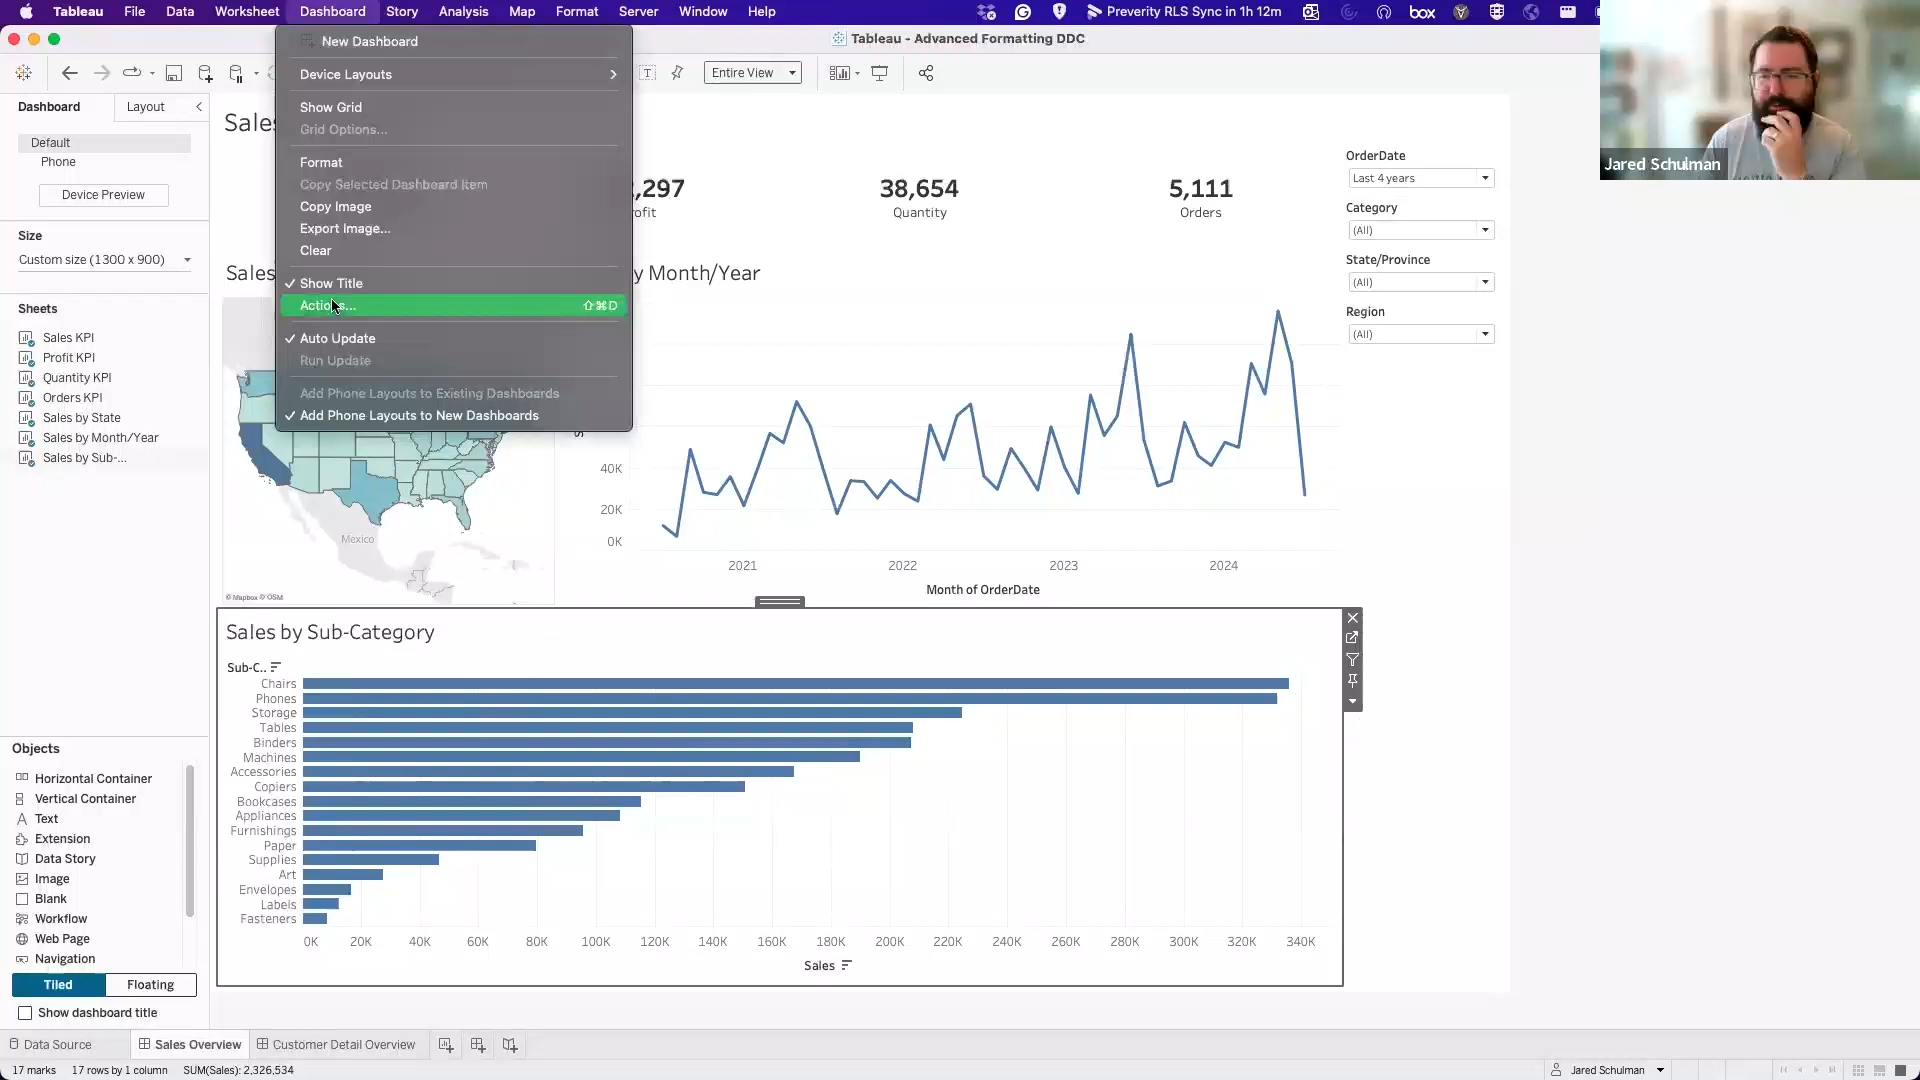 Tableau File Data Worksheet Dashboard Story Analysis Map Format Server Window Help
Preverity RLS Sync in 1h 12m
box
Tableau - Advanced Formatting DDC
Entire View
Dashboard
Layout
Default
Phone
Device Preview
Size
Custom size (1300 x 900)
Sheets
Sales KPI
Profit KPI
Quantity KPI
Orders KPI
Sales by State
Sales by Month/Year
Sales by Sub-...
Objects
Horizontal Container
Vertical Container
Text
Extension
Data Story
Image
Blank
Workflow
Web Page
Navigation
Tiled
Floating
Show dashboard title
New Dashboard
Device Layouts
Show Grid
Grid Options...
Format
Copy Selected Dashboard Item
Copy Image
Export Image...
Clear
Show Title
Actions... ⇧⌘D
Auto Update
Run Update
Add Phone Layouts to Existing Dashboards
Add Phone Layouts to New Dashboards
Sales
,297
ofit
38,654
Quantity
5,111
Orders
OrderDate
Last 4 years
Category
(All)
State/Province
(All)
Region
(All)
Sales
y Month/Year
Mexico
© Mapbox © OSM
40K
20K
0K
2021
2022
2023
2024
Month of OrderDate
Sales by Sub-Category
Sub-C..
Chairs
Phones
Storage
Tables
Binders
Machines
Accessories
Copiers
Bookcases
Appliances
Furnishings
Paper
Supplies
Art
Envelopes
Labels
Fasteners
0K 20K 40K 60K 80K 100K 120K 140K 160K 180K 200K 220K 240K 260K 280K 300K 320K 340K
Sales
Jared Schulman
Data Source
Sales Overview
Customer Detail Overview
17 marks
17 rows by 1 column
SUM(Sales): 2,326,534
Jared Schulman